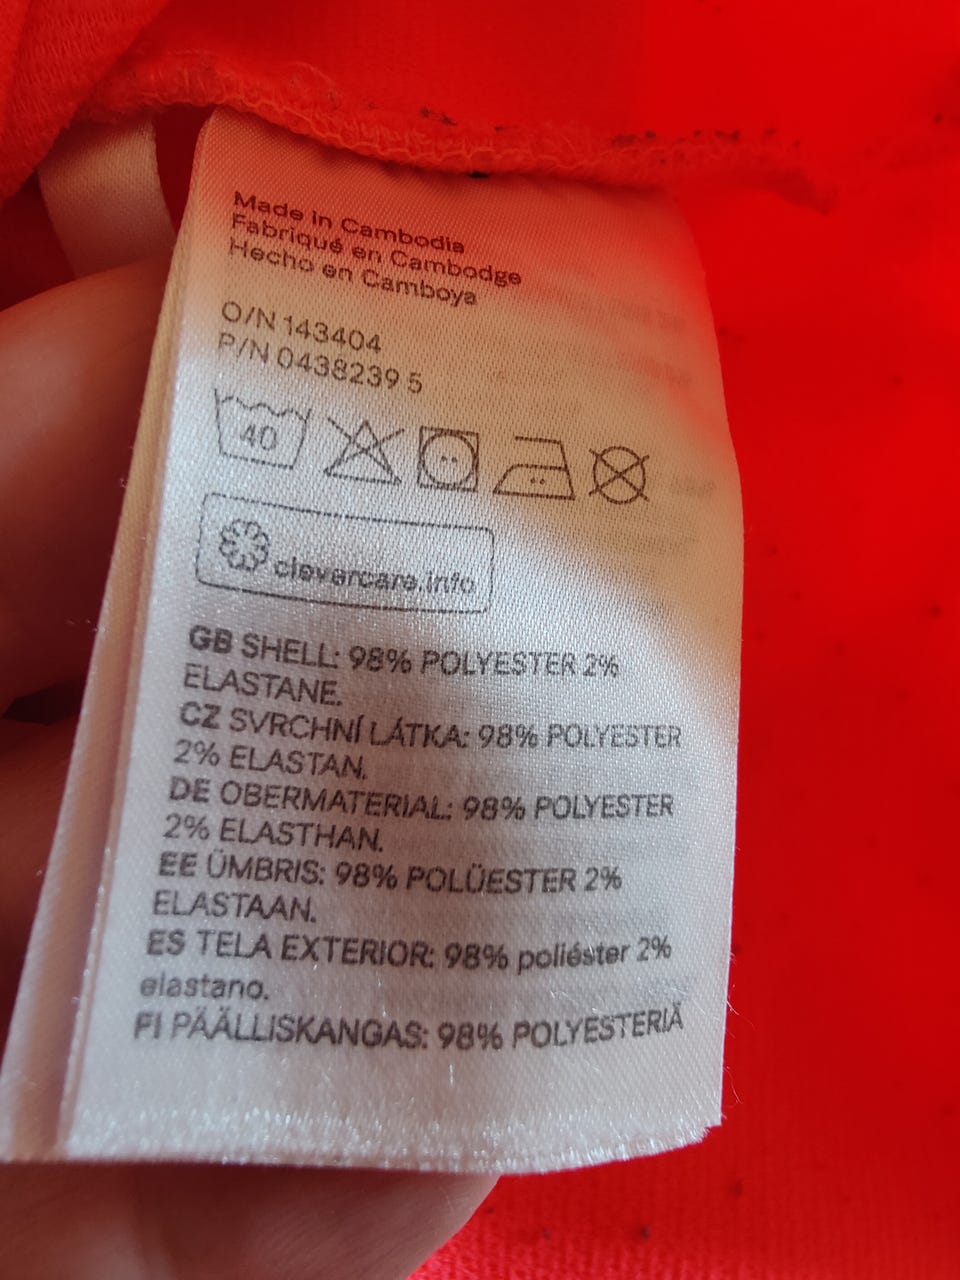 Made in Cambodia
Fabriqué en Cambodge
Hecho en Camboya
O/N 143404
P/N 0438239 5
40
clevercare.info
GB SHELL: 98% POLYESTER 2%
ELASTANE.
CZ SVRCHNÍ LÁTKA: 98% POLYESTER
2% ELASTAN.
DE OBERMATERIAL: 98% POLYESTER
2% ELASTHAN.
EE ÜMBRIS: 98% POLÜESTER 2%
ELASTAAN.
ES TELA EXTERIOR: 98% poliéster 2%
elastano.
FI PÄÄLLISKANGAS: 98% POLYESTERIÄ